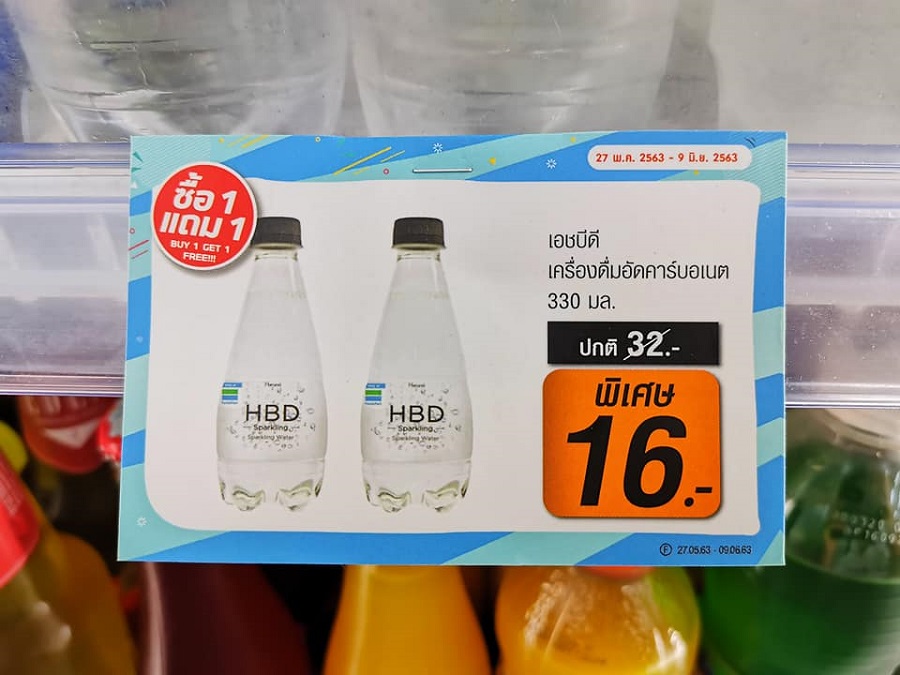 27 พ.ค. 2563 - 9 มิ.ย. 2563
ซื้อ 1
แถม 1
BUY 1 GET 1
FREE!!!
เอชบีดี
เครื่องดื่มอัดคาร์บอเนต
330 มล.
ปกติ 32.-
พิเศษ
16.-
HBD
Sparkling
Sparkling Water
HBD
Sparkling
Sparkling Water
F 27.05.63 - 09.06.63